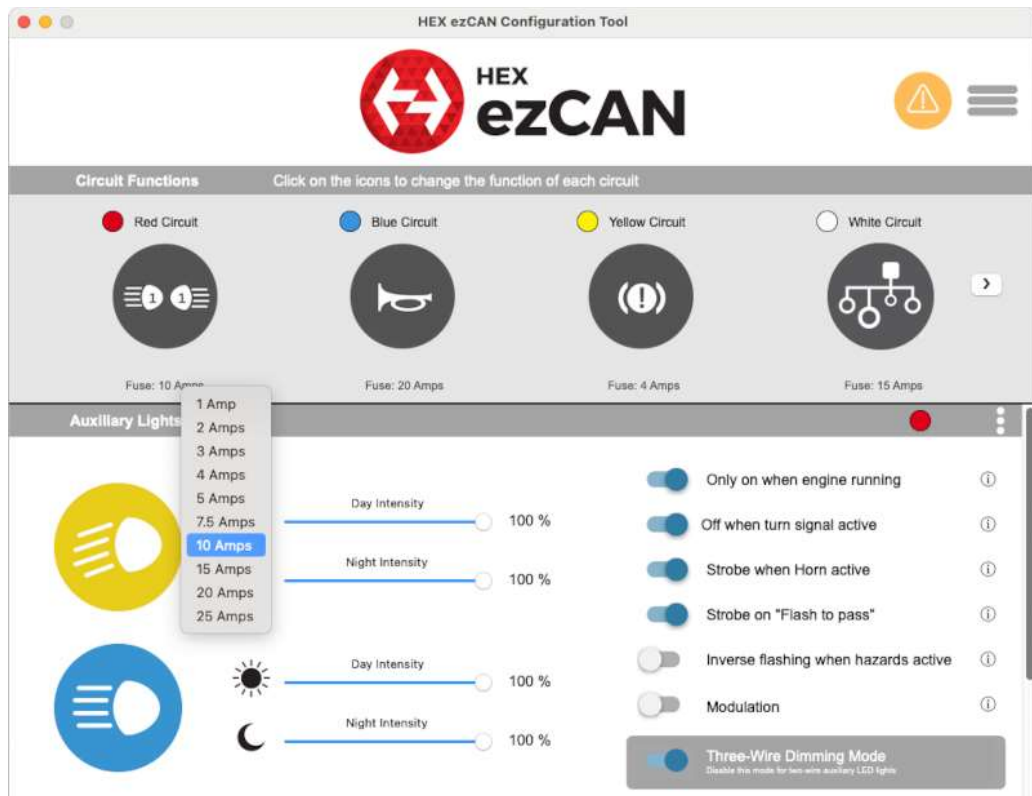 HEX ezCAN Configuration Tool
HEX
ezCAN
Circuit Functions Click on the icons to change the function of each circuit
Red Circuit Blue Circuit Yellow Circuit White Circuit
1 1
Fuse: 10 Amps Fuse: 20 Amps Fuse: 4 Amps Fuse: 15 Amps
Auxiliary Lights
1 Amp
2 Amps
3 Amps
4 Amps
5 Amps
7.5 Amps
10 Amps
15 Amps
20 Amps
25 Amps
Day Intensity
100 %
Night Intensity
100 %
Day Intensity
100 %
Night Intensity
100 %
Only on when engine running
Off when turn signal active
Strobe when Horn active
Strobe on "Flash to pass"
Inverse flashing when hazards active
Modulation
Three-Wire Dimming Mode
Disable this mode for two-wire auxiliary LED lights